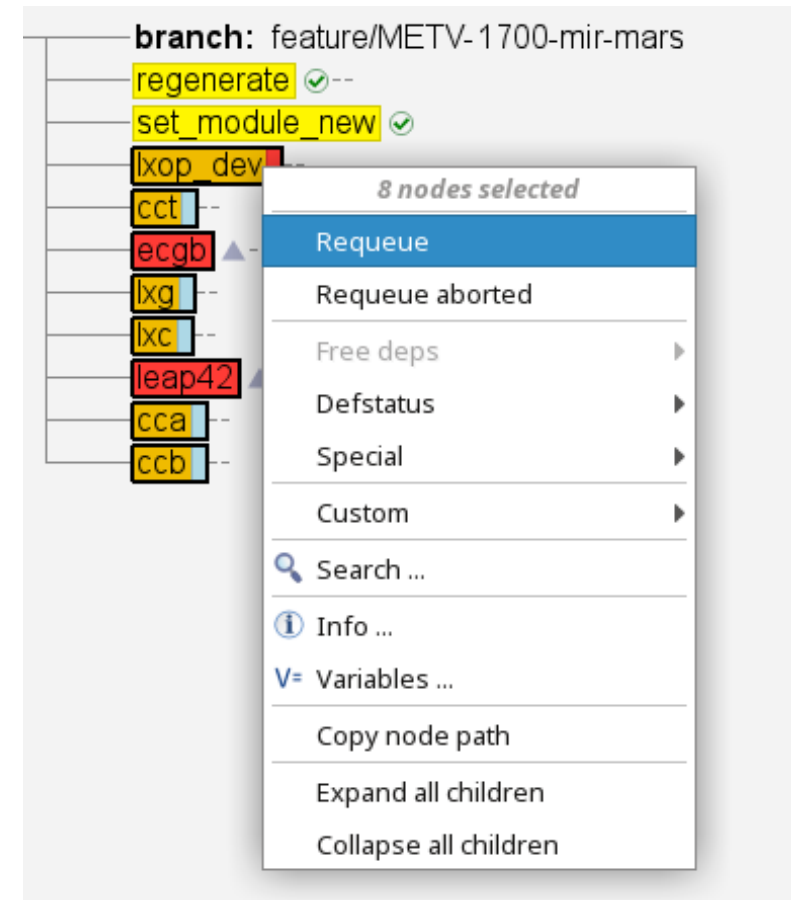 branch: feature/METV-1700-mir-mars
regenerate
set_module_new
lxop_dev
cct
ecgb
lxg
lxc
leap42
cca
ccb
8 nodes selected
Requeue
Requeue aborted
Free deps
Defstatus
Special
Custom
Search ...
Info ...
V= Variables ...
Copy node path
Expand all children
Collapse all children